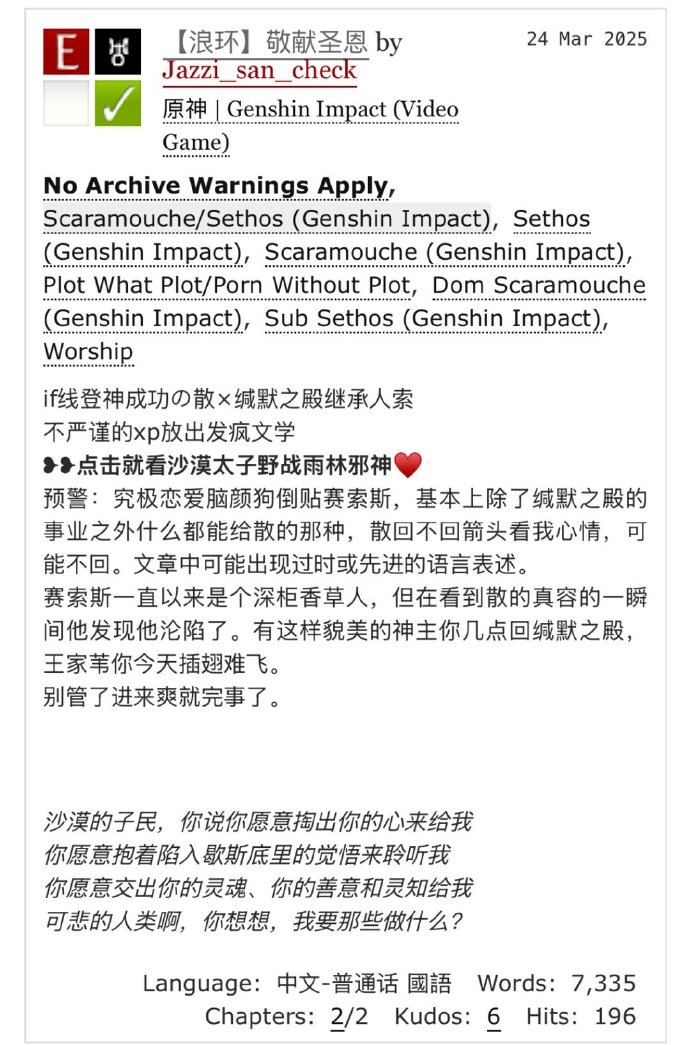 【浪环】敬献圣恩 by
24 Mar 2025
Jazzi_san_check
原神 | Genshin Impact (Video
Game)
No Archive Warnings Apply,
Scaramouche/Sethos (Genshin Impact), Sethos
(Genshin Impact), Scaramouche (Genshin Impact),
Plot What Plot/Porn Without Plot, Dom Scaramouche
(Genshin Impact), Sub Sethos (Genshin Impact),
Worship
if线登神成功の散×缄默之殿继承人索
不严谨的xp放出发疯文学
❥❥点击就看沙漠太子野战雨林邪神♥️
预警：究极恋爱脑颜狗倒贴赛索斯，基本上除了缄默之殿的
事业之外什么都能给散的那种，散回不回箭头看我心情，可
能不回。文章中可能出现过时或先进的语言表述。
赛索斯一直以来是个深柜香草人，但在看到散的真容的一瞬
间他发现他沦陷了。有这样貌美的神主你几点回缄默之殿，
王家苇你今天插翅难飞。
别管了进来爽就完事了。
沙漠的子民，你说你愿意掏出你的心来给我
你愿意抱着陷入歇斯底里的觉悟来聆听我
你愿意交出你的灵魂、你的善意和灵知给我
可悲的人类啊，你想想，我要那些做什么？
Language: 中文-普通话 國語 Words: 7,335
Chapters: 2/2 Kudos: 6 Hits: 196